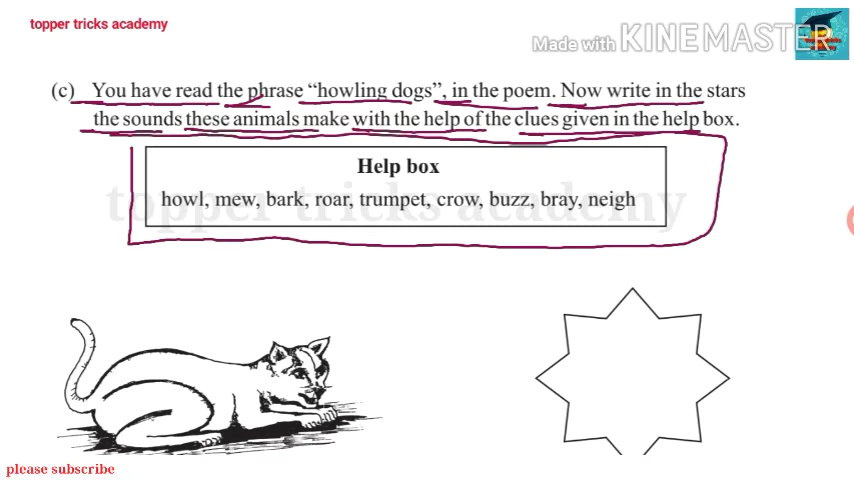 topper tricks academy
Made with KINEMASTER
(c) You have read the phrase “howling dogs”, in the poem. Now write in the stars
the sounds these animals make with the help of the clues given in the help box.
Help box
howl, mew, bark, roar, trumpet, crow, buzz, bray, neigh
topper tricks academy
please subscribe